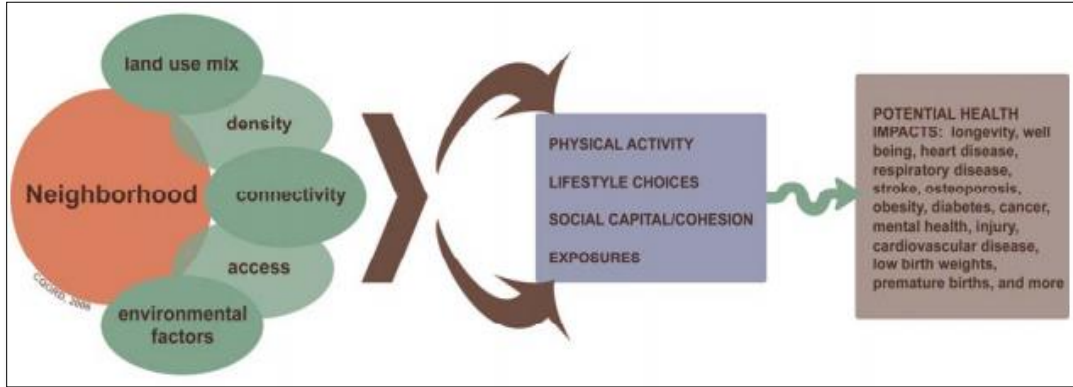 land use mix
density
Neighborhood
connectivity
access
environmental
factors
CQGRD, 2006
PHYSICAL ACTIVITY
LIFESTYLE CHOICES
SOCIAL CAPITAL/COHESION
EXPOSURES
POTENTIAL HEALTH
IMPACTS: longevity, well
being, heart disease,
respiratory disease,
stroke, osteoporosis,
obesity, diabetes, cancer,
mental health, injury,
cardiovascular disease,
low birth weights,
premature births, and more